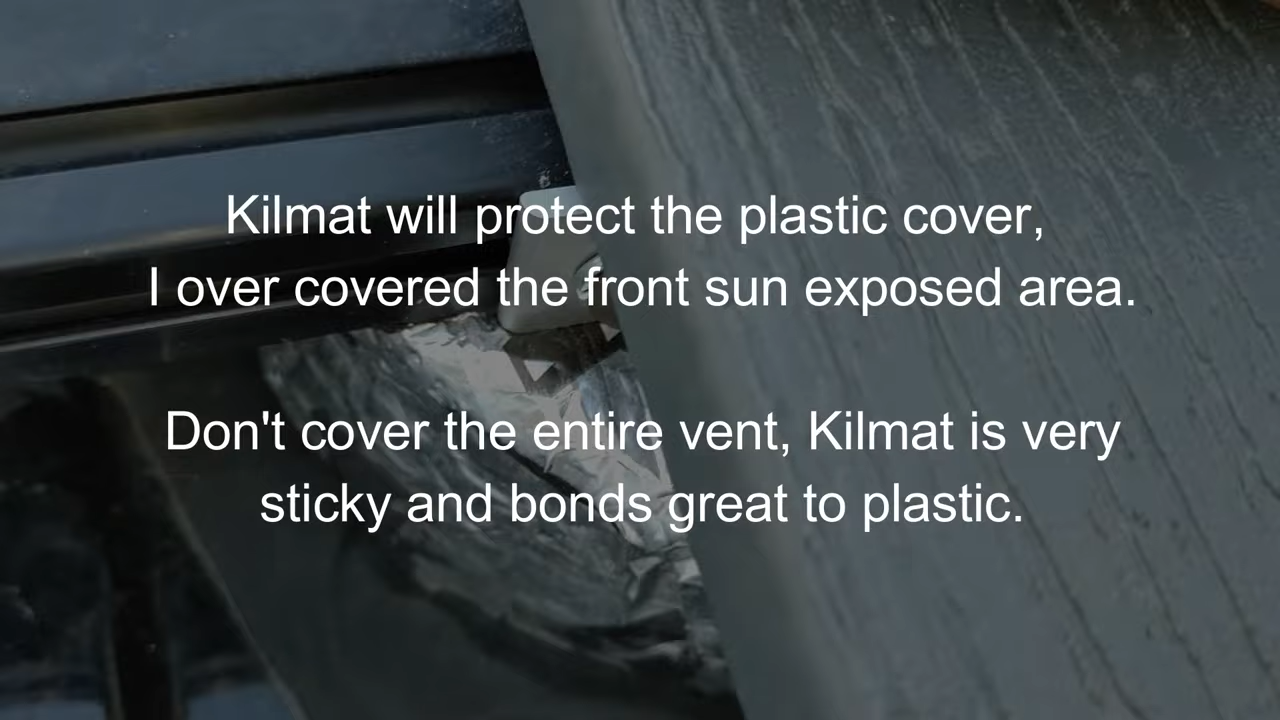 Kilmat will protect the plastic cover,
I over covered the front sun exposed area.
Don't cover the entire vent, Kilmat is very
sticky and bonds great to plastic.